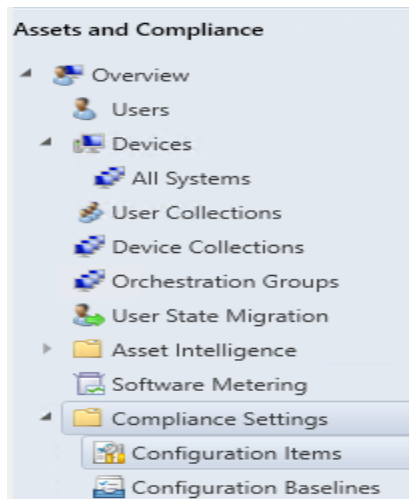 Assets and Compliance
Overview
Users
Devices
All Systems
User Collections
Device Collections
Orchestration Groups
User State Migration
Asset Intelligence
Software Metering
Compliance Settings
Configuration Items
Configuration Baselines